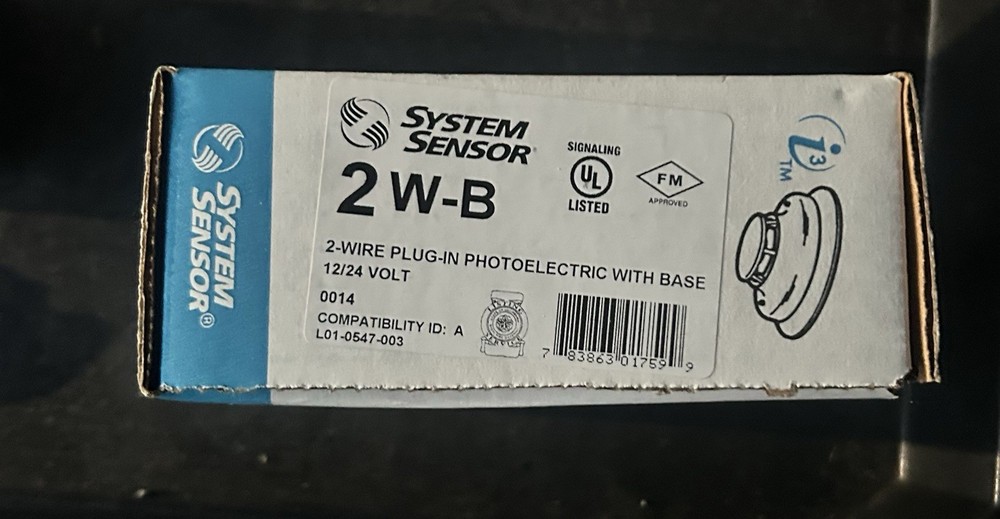 SYSTEM
SENSOR®
SYSTEM
SENSOR
2W-B
SIGNALING
UL
LISTED
FM
APPROVED
2-WIRE PLUG-IN PHOTOELECTRIC WITH BASE
12/24 VOLT
0014
COMPATIBILITY ID: A
L01-0547-003
7 83863 01759 9
i3
TM